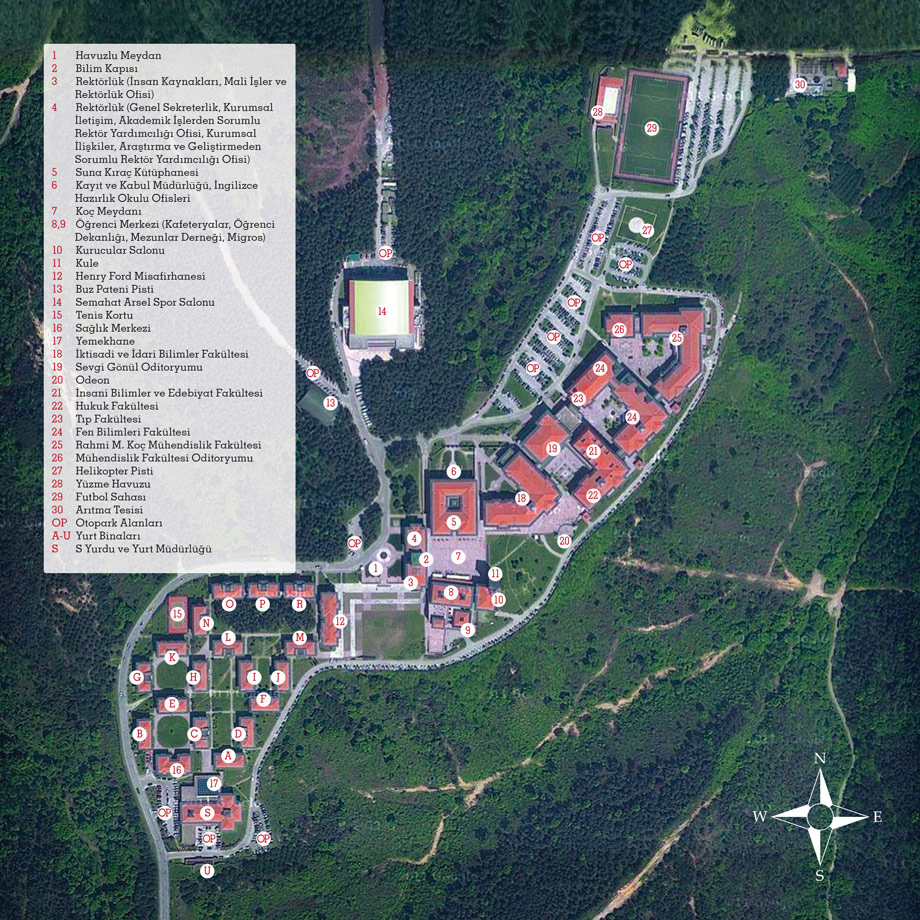 1 Havuzlu Meydan
2 Bilim Kapısı
3 Rektörlük (İnsan Kaynakları, Mali İşler ve
Rektörlük Ofisi)
4 Rektörlük (Genel Sekreterlik, Kurumsal
İletişim, Akademik İşlerden Sorumlu
Rektör Yardımcılığı Ofisi, Kurumsal
İlişkiler, Araştırma ve Geliştirmeden
Sorumlu Rektör Yardımcılığı Ofisi)
5 Suna Kıraç Kütüphanesi
6 Kayıt ve Kabul Müdürlüğü, İngilizce
Hazırlık Okulu Ofisleri
7 Koç Meydanı
8,9 Öğrenci Merkezi (Kafeteryalar, Öğrenci
Dekanlığı, Mezunlar Derneği, Migros)
10 Kurucular Salonu
11 Kule
12 Henry Ford Misafirhanesi
13 Buz Pateni Pisti
14 Semahat Arsel Spor Salonu
15 Tenis Kortu
16 Sağlık Merkezi
17 Yemekhane
18 İktisadi ve İdari Bilimler Fakültesi
19 Sevgi Gönül Oditoryumu
20 Odeon
21 İnsani Bilimler ve Edebiyat Fakültesi
22 Hukuk Fakültesi
23 Tıp Fakültesi
24 Fen Bilimleri Fakültesi
25 Rahmi M. Koç Mühendislik Fakültesi
26 Mühendislik Fakültesi Oditoryumu
27 Helikopter Pisti
28 Yüzme Havuzu
29 Futbol Sahası
30 Arıtma Tesisi
OP Otopark Alanları
A-U Yurt Binaları
S S Yurdu ve Yurt Müdürlüğü
30
28
29
27
OP
OP
OP
OP
14
OP
26
25
OP
24
OP
23
13
24
19
21
6
22
18
5
20
4
OP
7
2
1
11
3
8
10
9
O
P
R
15
N
12
L
M
K
G
H
I
J
E
F
B
C
D
A
16
17
OP
S
OP
OP
U
N
W
E
S